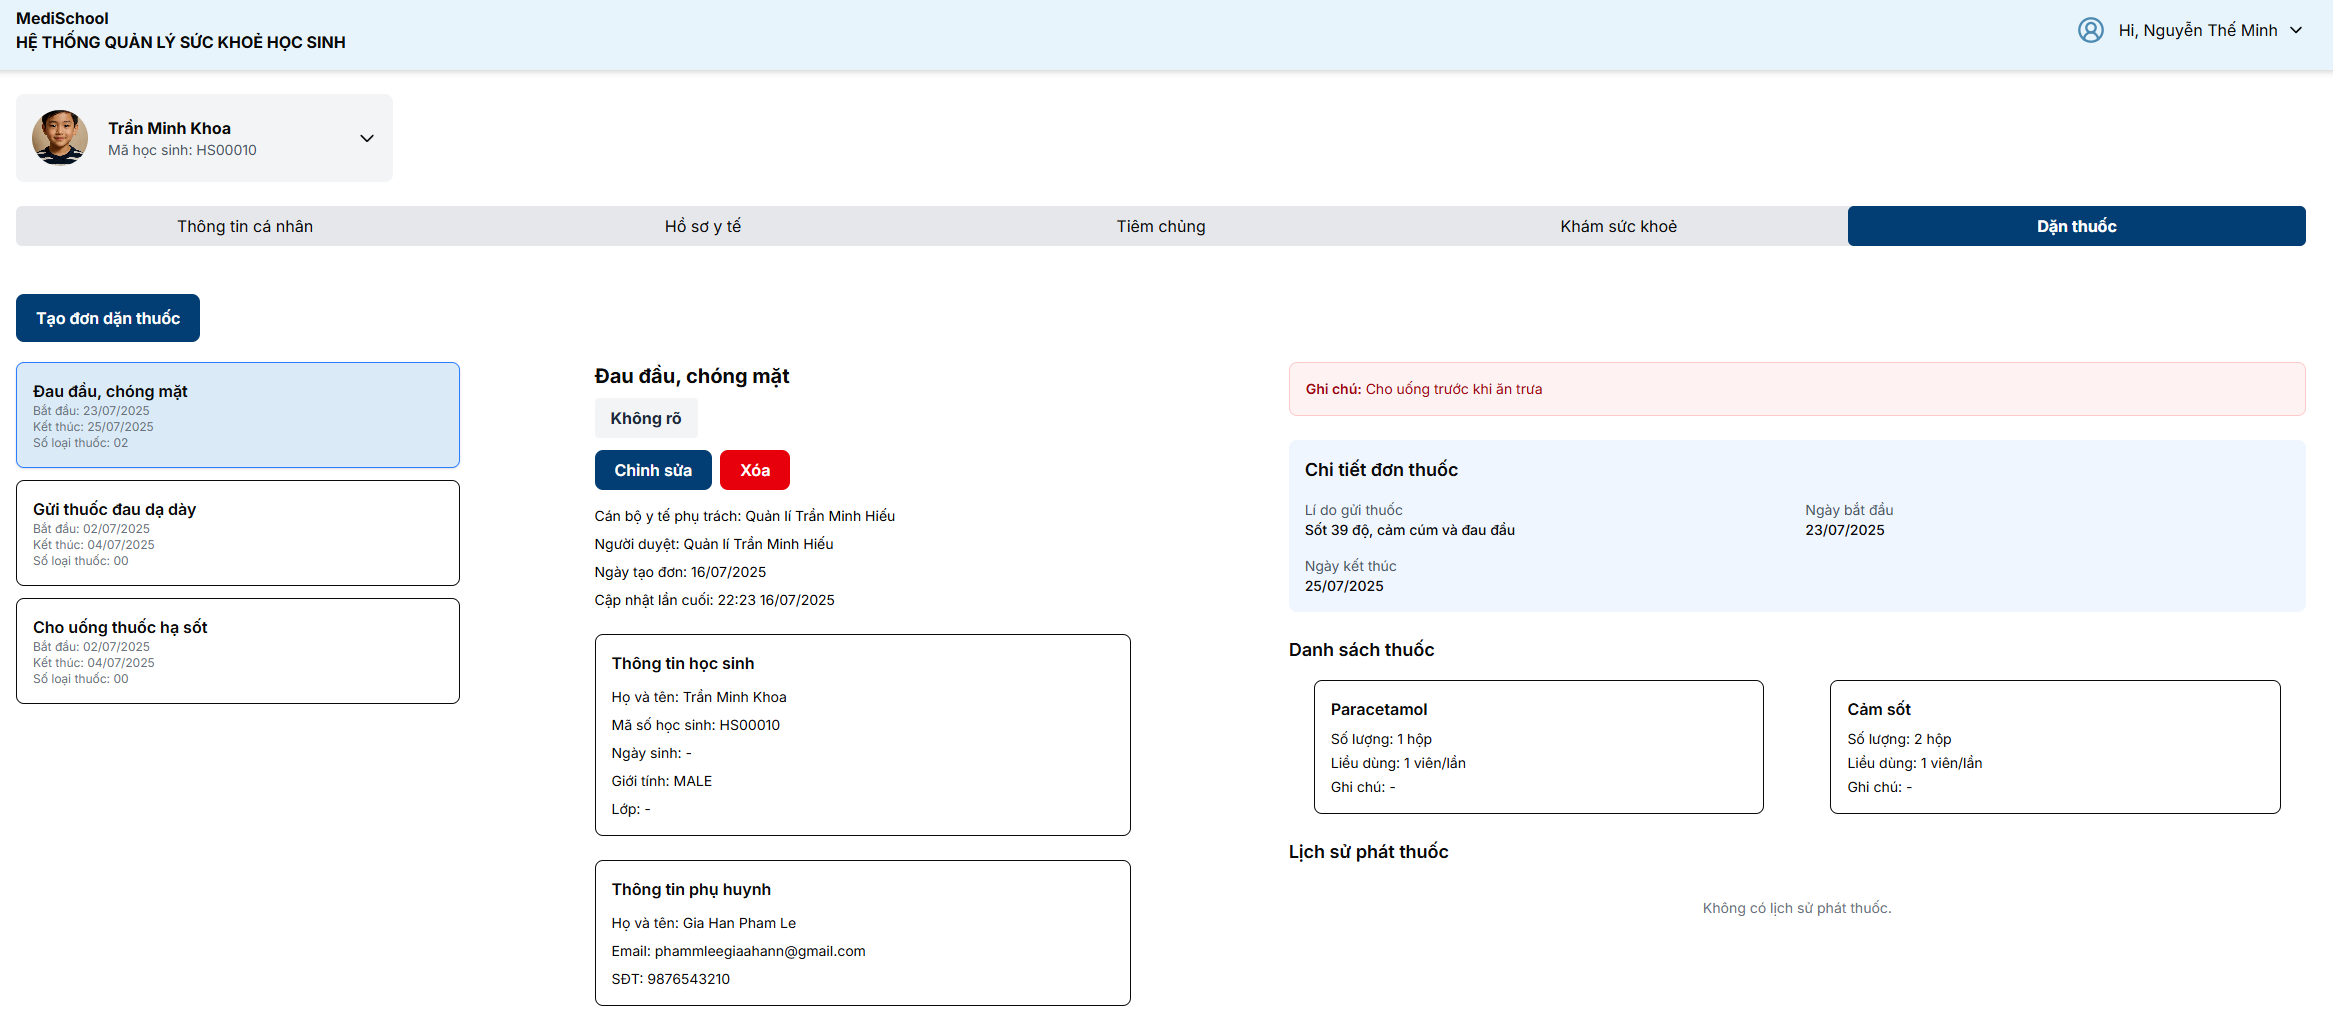 MediSchool
HỆ THỐNG QUẢN LÝ SỨC KHOẺ HỌC SINH
Hi, Nguyễn Thế Minh
Trần Minh Khoa
Mã học sinh: HS00010
Thông tin cá nhân
Hồ sơ y tế
Tiêm chủng
Khám sức khoẻ
Dặn thuốc
Tạo đơn dặn thuốc
Đau đầu, chóng mặt
Bắt đầu: 23/07/2025
Kết thúc: 25/07/2025
Số loại thuốc: 02
Gửi thuốc đau dạ dày
Bắt đầu: 02/07/2025
Kết thúc: 04/07/2025
Số loại thuốc: 00
Cho uống thuốc hạ sốt
Bắt đầu: 02/07/2025
Kết thúc: 04/07/2025
Số loại thuốc: 00
Đau đầu, chóng mặt
Không rõ
Chỉnh sửa
Xóa
Cán bộ y tế phụ trách: Quản lí Trần Minh Hiếu
Người duyệt: Quản lí Trần Minh Hiếu
Ngày tạo đơn: 16/07/2025
Cập nhật lần cuối: 22:23 16/07/2025
Thông tin học sinh
Họ và tên: Trần Minh Khoa
Mã số học sinh: HS00010
Ngày sinh: -
Giới tính: MALE
Lớp: -
Thông tin phụ huynh
Họ và tên: Gia Han Pham Le
Email: phammleegiaahann@gmail.com
SĐT: 9876543210
Ghi chú: Cho uống trước khi ăn trưa
Chi tiết đơn thuốc
Lí do gửi thuốc
Sốt 39 độ, cảm cúm và đau đầu
Ngày bắt đầu
23/07/2025
Ngày kết thúc
25/07/2025
Danh sách thuốc
Paracetamol
Số lượng: 1 hộp
Liều dùng: 1 viên/lần
Ghi chú: -
Cảm sốt
Số lượng: 2 hộp
Liều dùng: 1 viên/lần
Ghi chú: -
Lịch sử phát thuốc
Không có lịch sử phát thuốc.